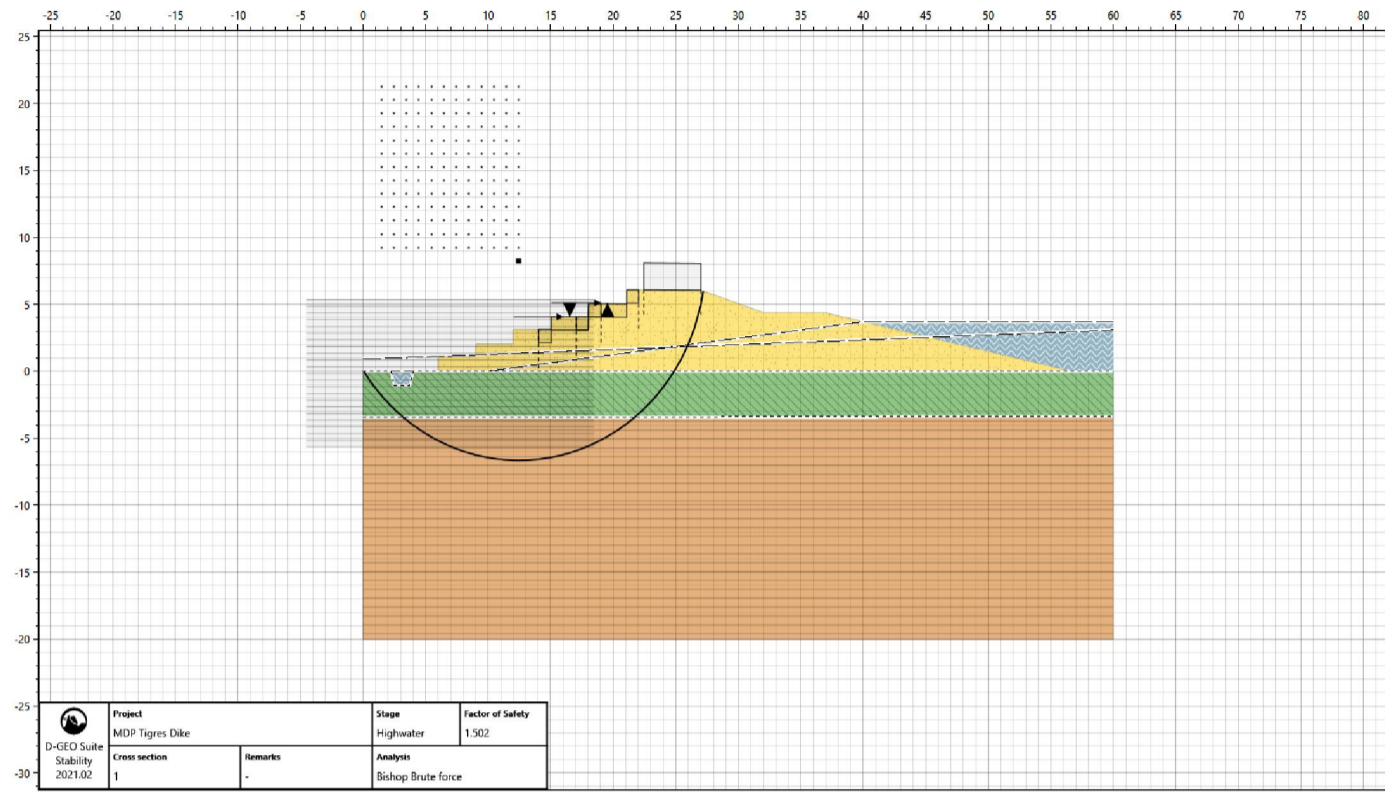 -25 -20 -15 -10 -5 0 5 10 15 20 25 30 35 40 45 50 55 60 65 70 75 80
25
20
15
10
5
0
-5
-10
-15
-20
-25
-30
D-GEO Suite
Stability
2021.02
Project
MDP Tigres Dike
Stage
Highwater
Factor of Safety
1.502
Cross section
1
Remarks
-
Analysis
Bishop Brute force